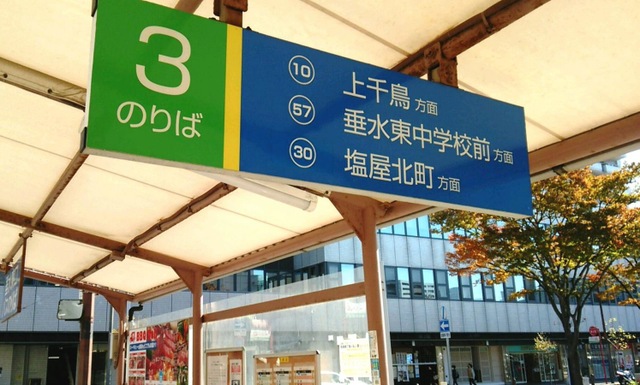 3
のりば
10 上千鳥 方面
57 垂水東中学校前 方面
30 塩屋北町 方面